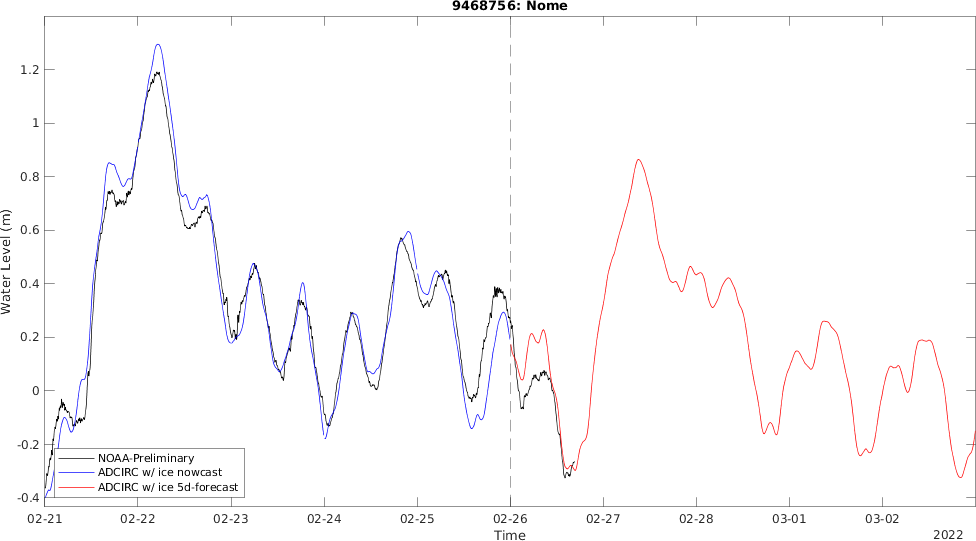 9468756: Nome
Water Level (m)
1.2
1
0.8
0.6
0.4
0.2
0
-0.2
-0.4
NOAA-Preliminary
ADCIRC w/ ice nowcast
ADCIRC w/ ice 5d-forecast
02-21 02-22 02-23 02-24 02-25 02-26 02-27 02-28 03-01 03-02
Time
2022